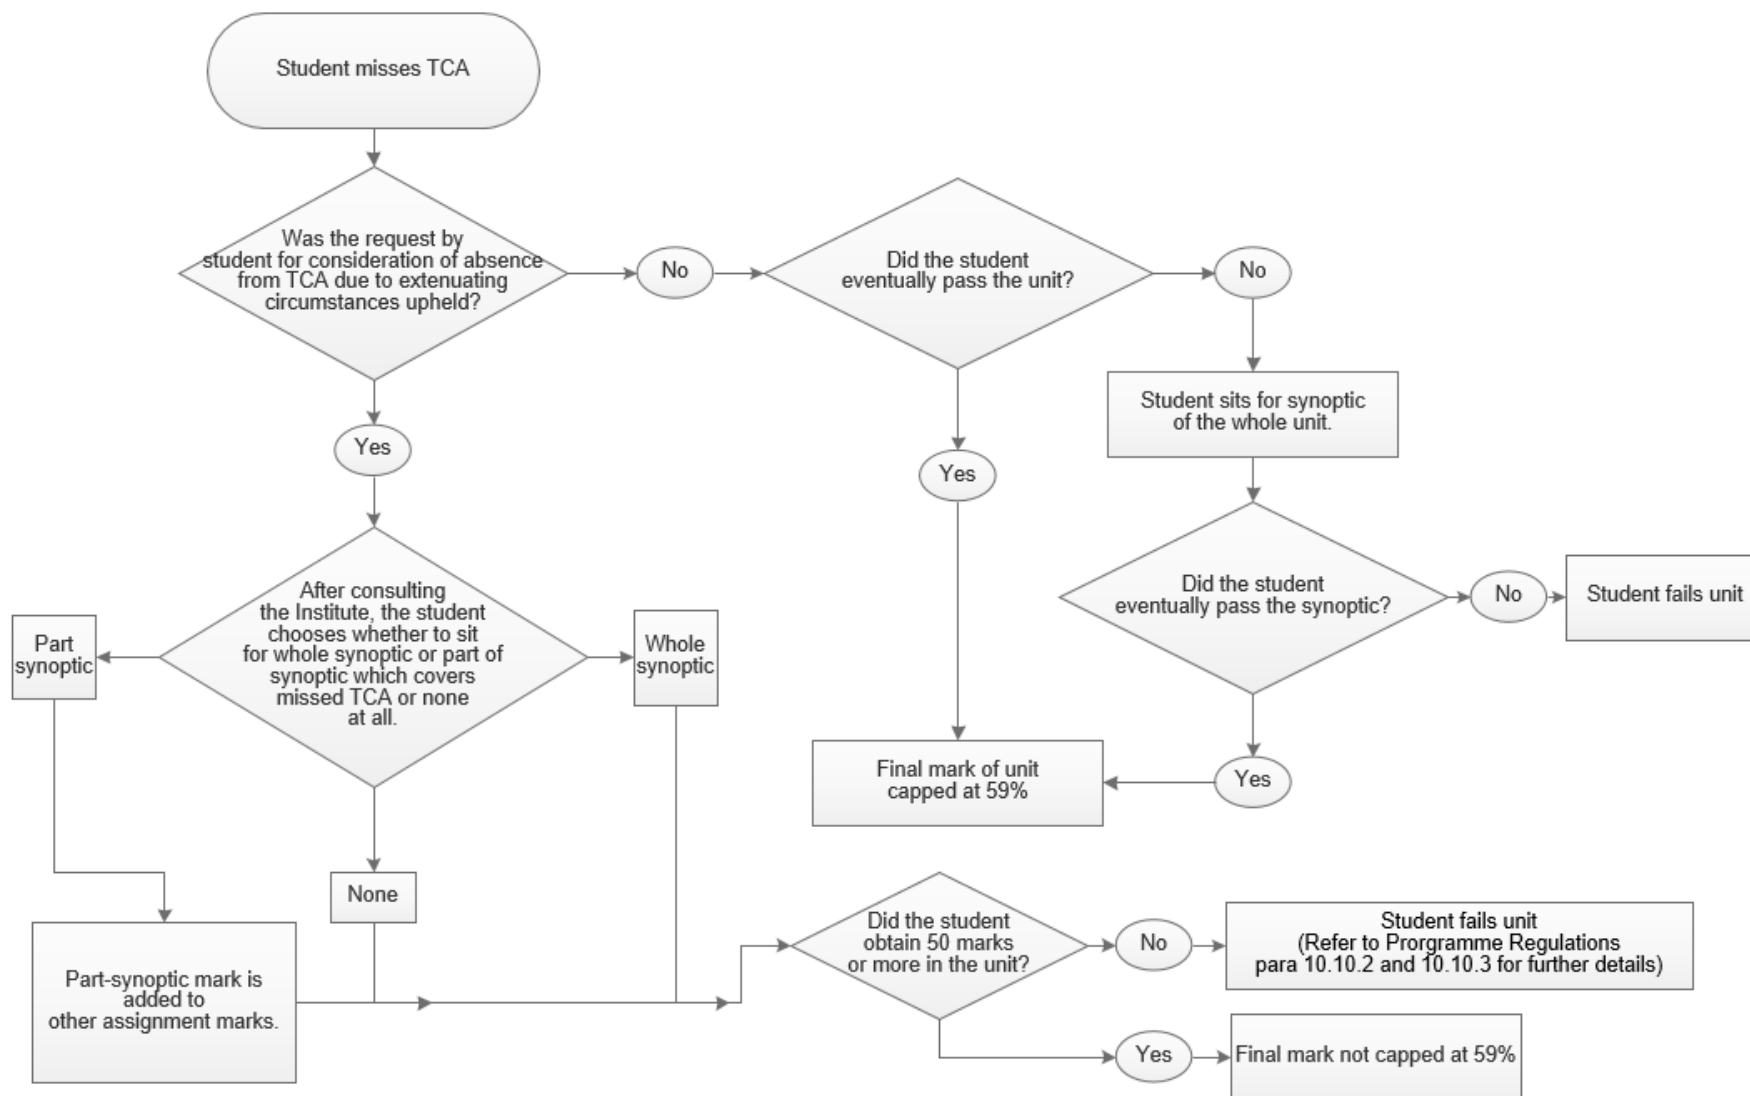 Student misses TCA
Was the request by
student for consideration of absence
from TCA due to extenuating
circumstances upheld?
No
Did the student
eventually pass the unit?
No
Student sits for synoptic
of the whole unit.
Yes
Yes
Did the student
eventually pass the synoptic?
No
Student fails unit
After consulting
the Institute, the student
chooses whether to sit
for whole synoptic or part of
synoptic which covers
missed TCA or none
at all.
Part
synoptic
Whole
synoptic
Final mark of unit
capped at 59%
Yes
None
Part-synoptic mark is
added to
other assignment marks.
Did the student
obtain 50 marks
or more in the unit?
No
Student fails unit
(Refer to Prorgramme Regulations
para 10.10.2 and 10.10.3 for further details)
Yes
Final mark not capped at 59%